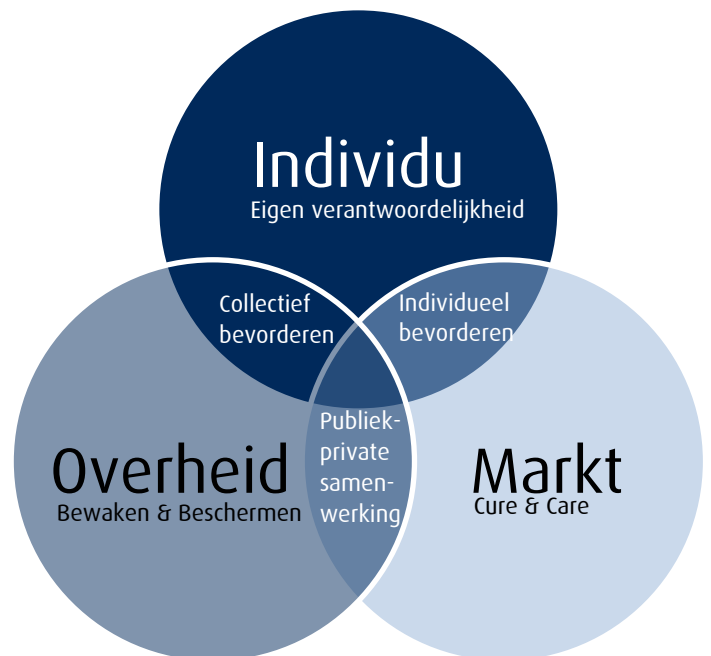 Individu
Eigen verantwoordelijkheid
Collectief
bevorderen
Individueel
bevorderen
Publiek-
private
samen-
werking
Overheid
Bewaken & Beschermen
Markt
Cure & Care